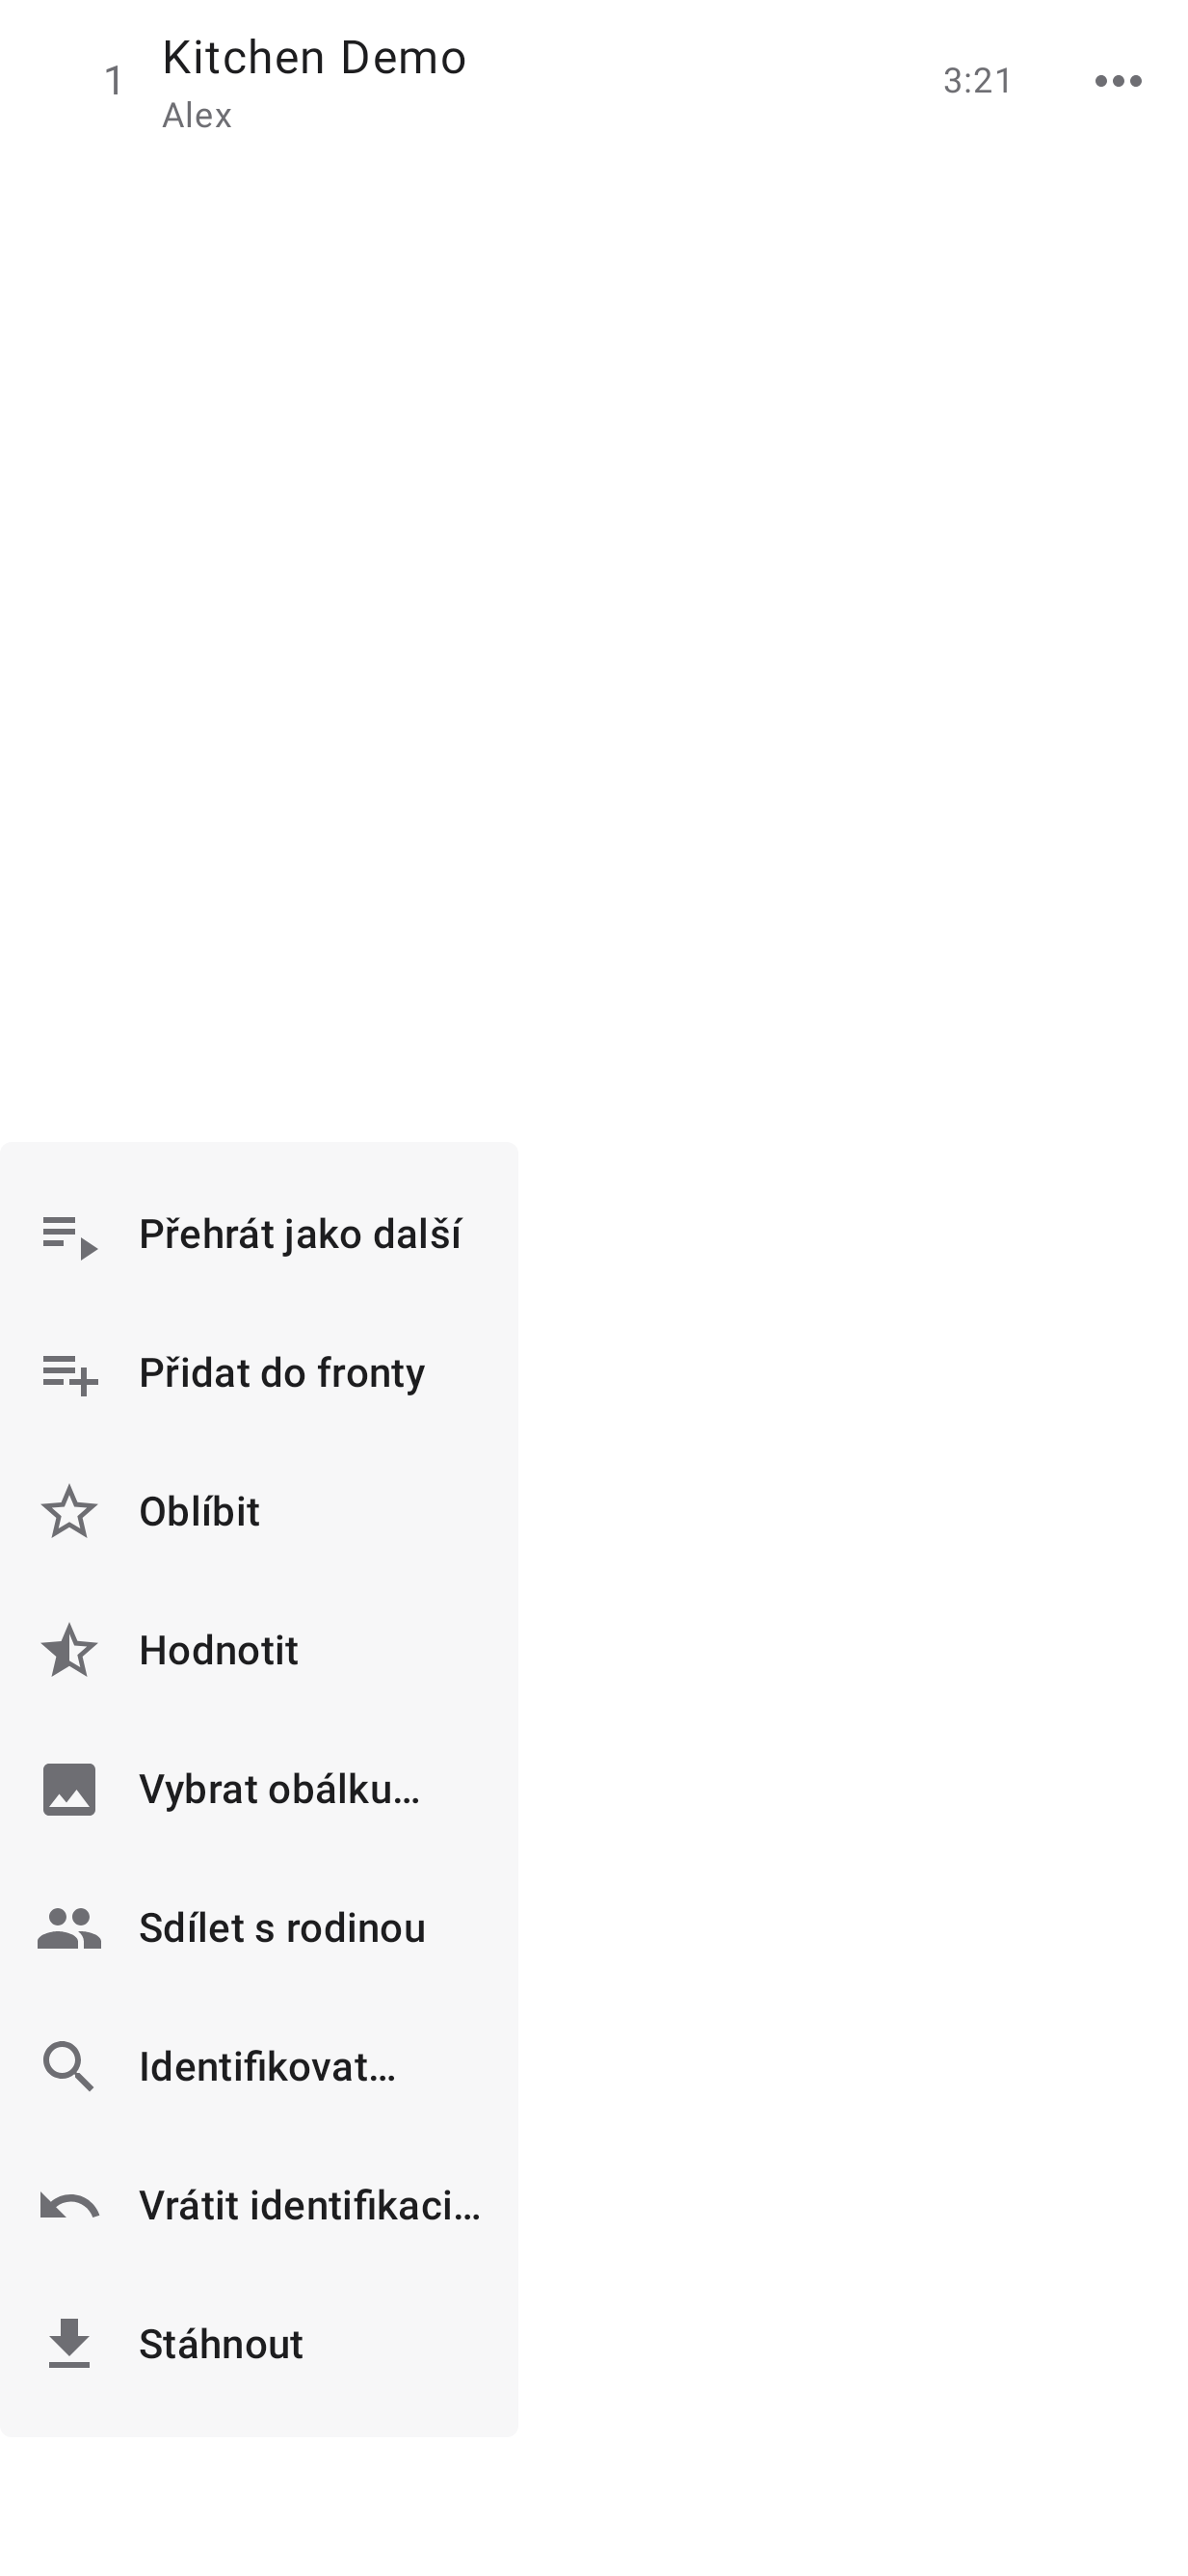 1
Kitchen Demo
3:21
Alex
Přehrát jako další
Přidat do fronty
Oblíbit
Hodnotit
Vybrat obálku…
Sdílet s rodinou
Identifikovat…
Vrátit identifikaci…
Stáhnout